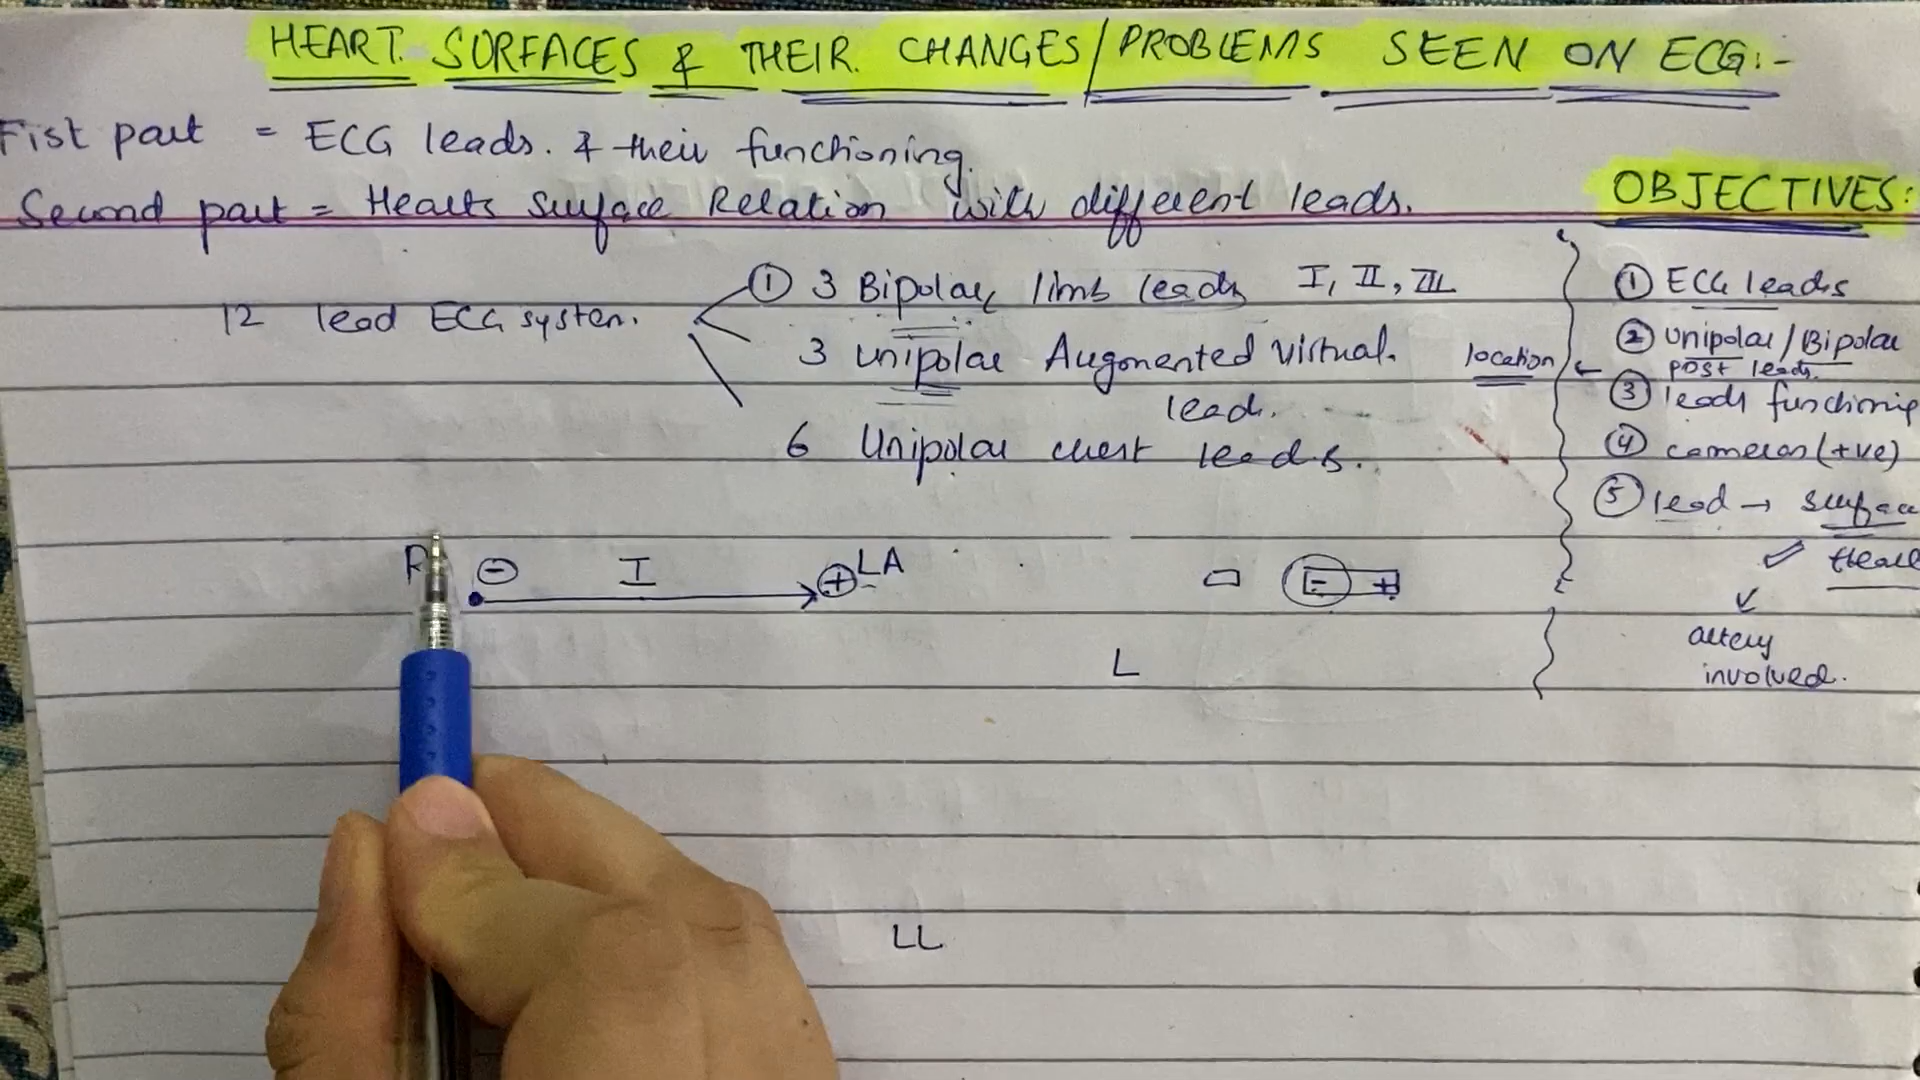 HEART SURFACES & THEIR CHANGES/PROBLEMS SEEN ON ECG:-
Fist part = ECG leads. & their functioning.
Second part = Hearts Surface Relation with different leads.
12 lead ECG system.
① 3 Bipolar limb leads I, II, III
3 unipolar Augmented virtual.
lead.
6 Unipolar chest leads.
location
OBJECTIVES:
① ECG leads
② Unipolar/Bipolar
post leads.
③ leads functioning
④ cameras (+ve)
⑤ lead → surface
Heart
artery
involved.
R ⊖ I ⊕ LA
- +
L
LL